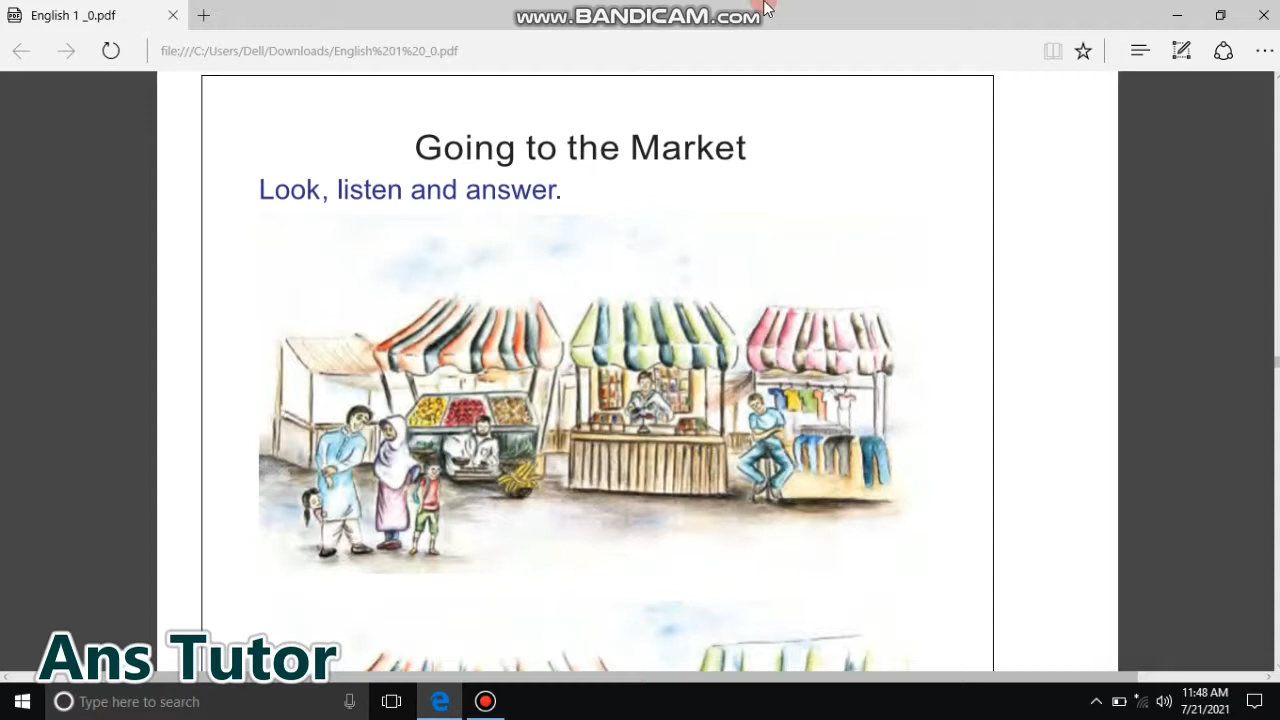 English 1 _0.pdf
www.BANDICAM.com
file:///C:/Users/Dell/Downloads/English%201%20_0.pdf
Going to the Market
Look, listen and answer.
Ans Tutor
Type here to search
11:48 AM
7/21/2021